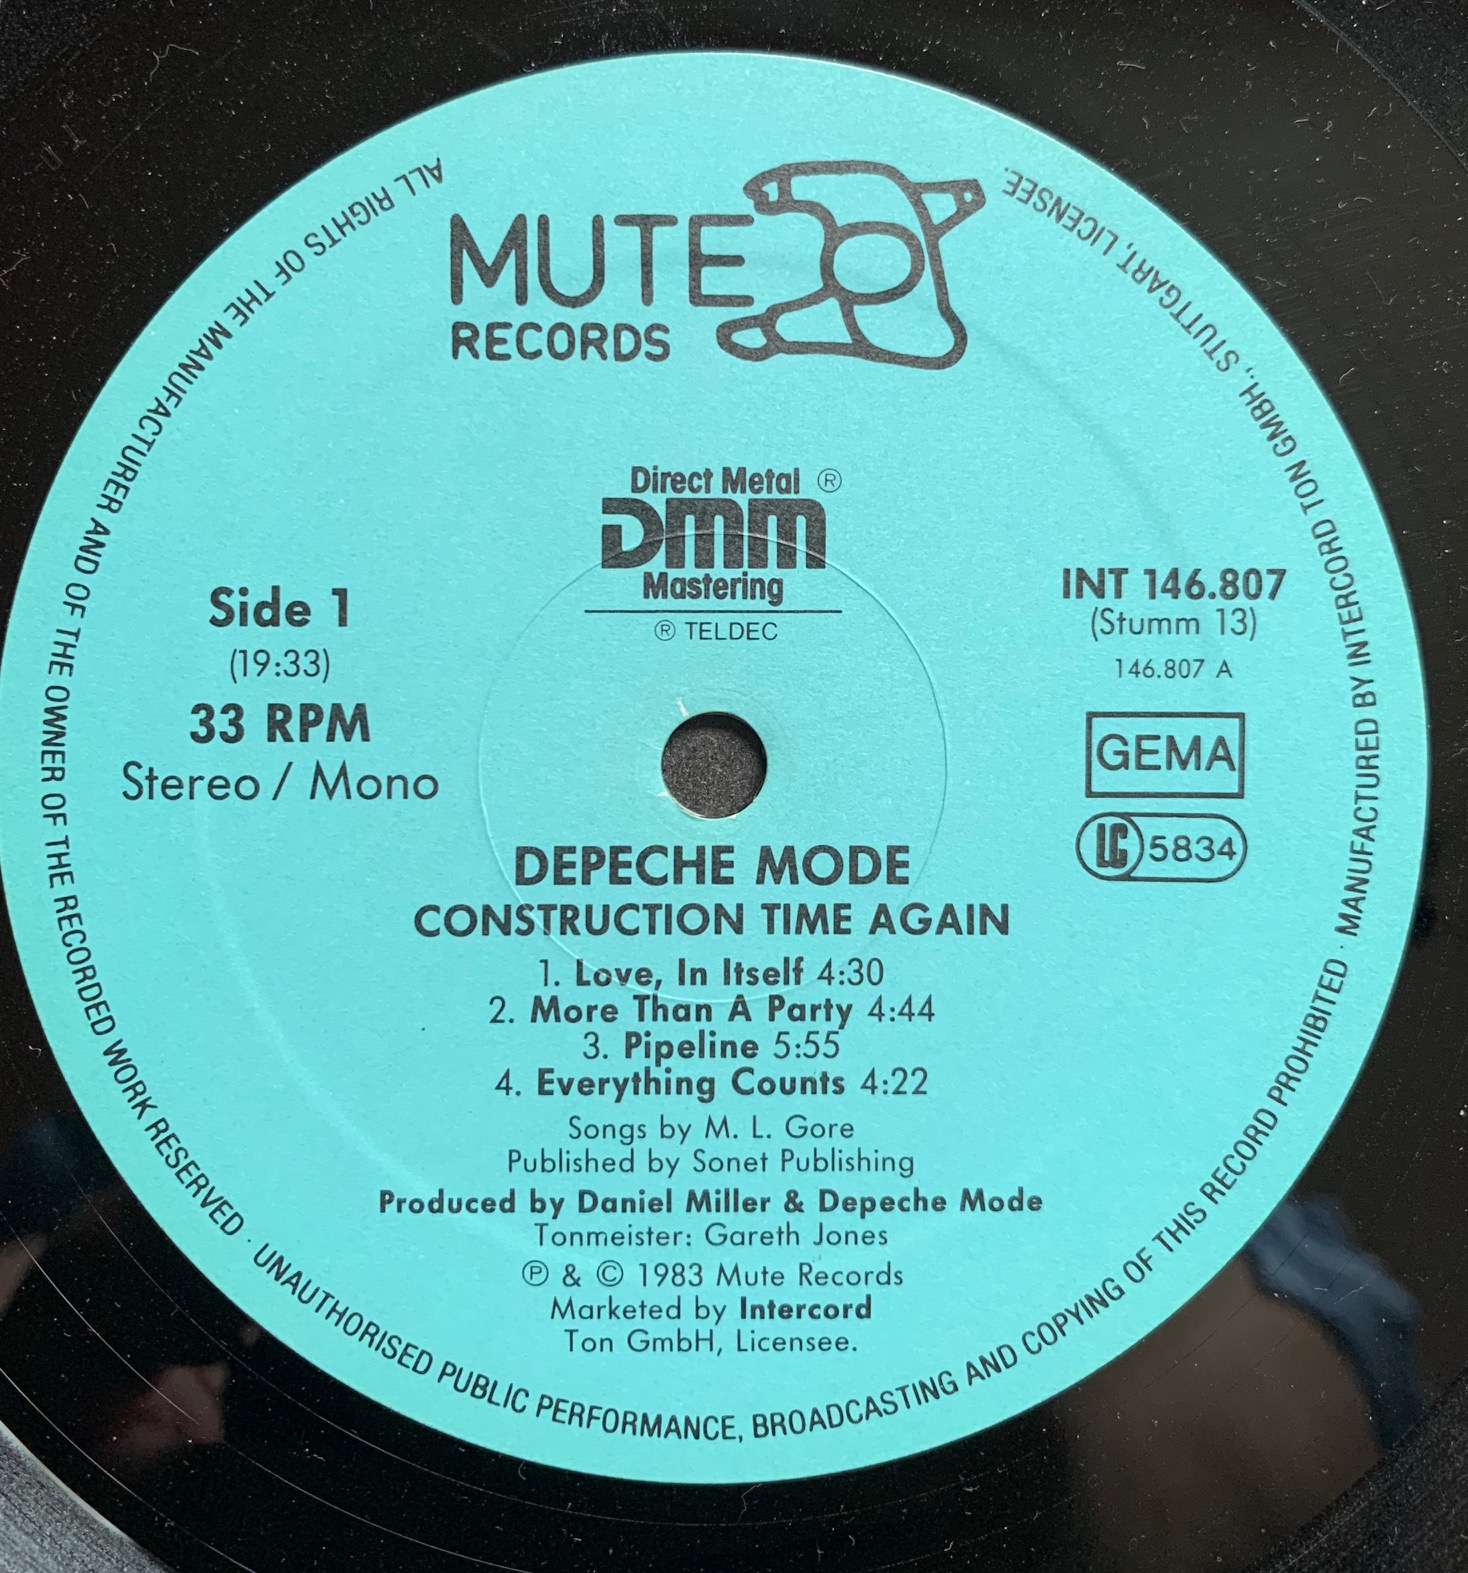 MUTE
RECORDS
Direct Metal ®
DMM
Mastering
® TELDEC
Side 1
(19:33)
33 RPM
Stereo / Mono
INT 146.807
(Stumm 13)
146.807 A
GEMA
LC 5834
DEPECHE MODE
CONSTRUCTION TIME AGAIN
1. Love, In Itself 4:30
2. More Than A Party 4:44
3. Pipeline 5:55
4. Everything Counts 4:22
Songs by M. L. Gore
Published by Sonet Publishing
Produced by Daniel Miller & Depeche Mode
Tonmeister: Gareth Jones
℗ & © 1983 Mute Records
Marketed by Intercord
Ton GmbH, Licensee.
ALL RIGHTS OF THE MANUFACTURER AND OF THE OWNER OF THE RECORDED WORK RESERVED · UNAUTHORISED PUBLIC PERFORMANCE, BROADCASTING AND COPYING OF THIS RECORD PROHIBITED · MANUFACTURED BY INTERCORD TON GMBH., STUTTGART, LICENSEE.